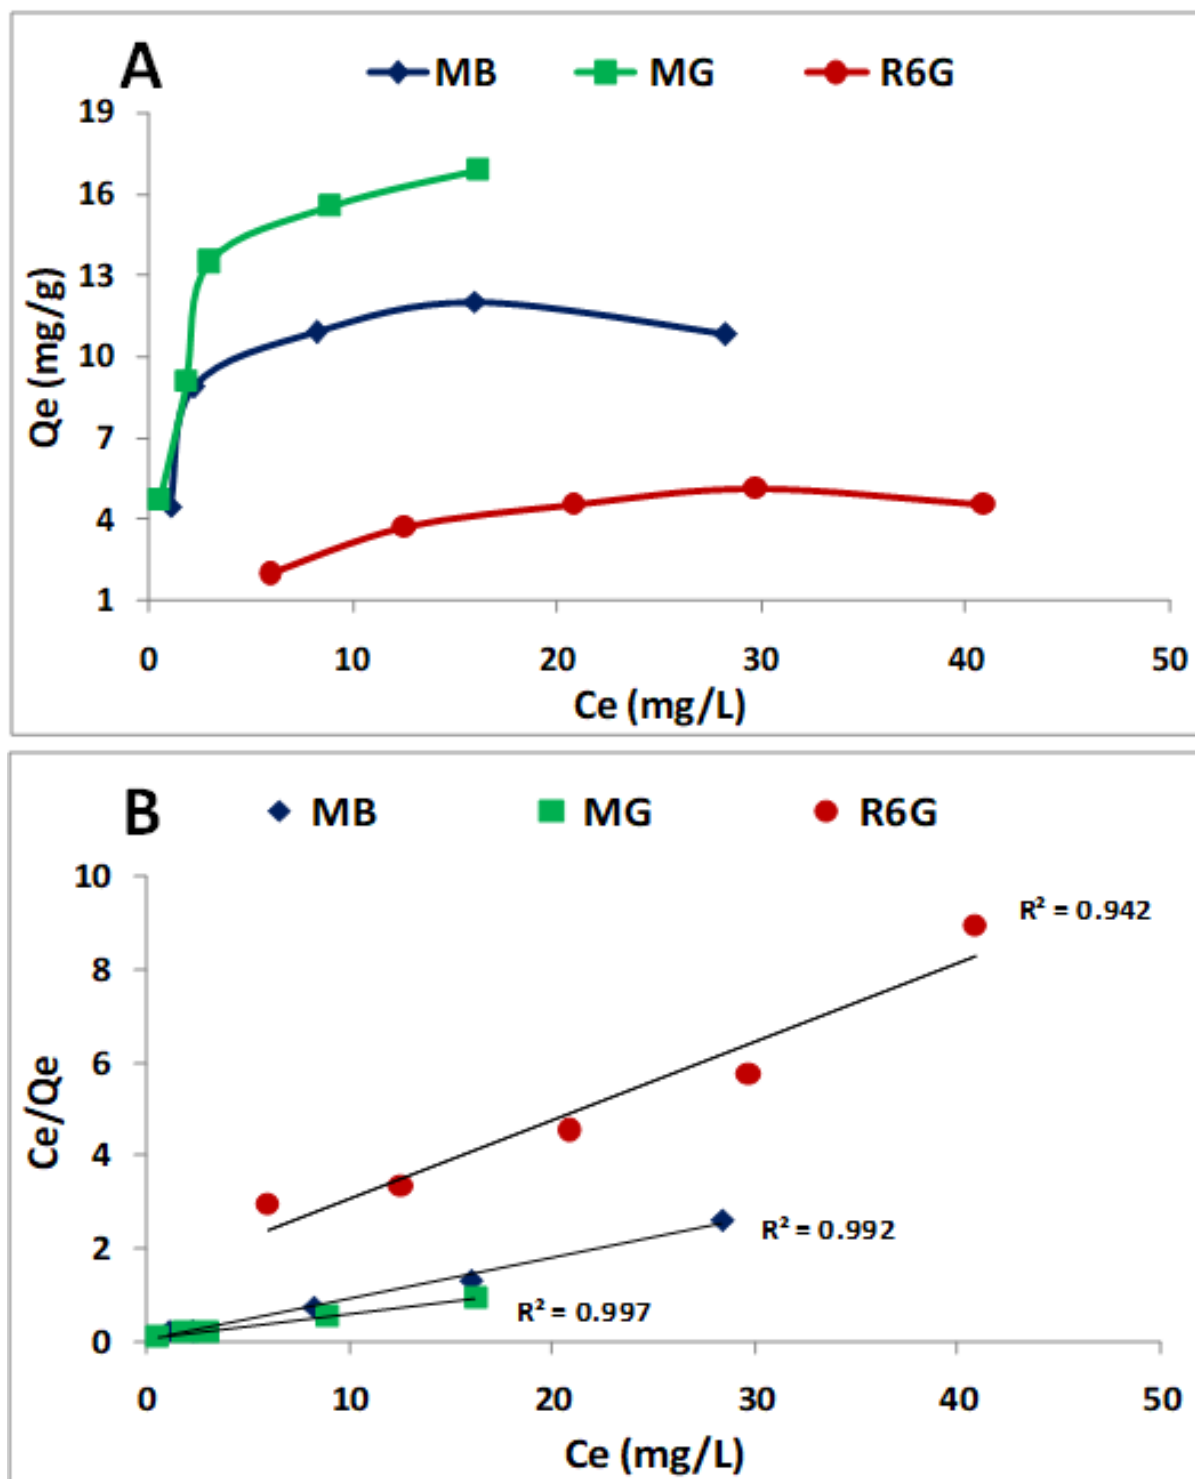 A
MB MG R6G
19
16
13
10
7
4
1
Qe (mg/g)
0 10 20 30 40 50
Ce (mg/L)
B
MB MG R6G
10
8
6
4
2
0
Ce/Qe
R² = 0.942
R² = 0.992
R² = 0.997
0 10 20 30 40 50
Ce (mg/L)